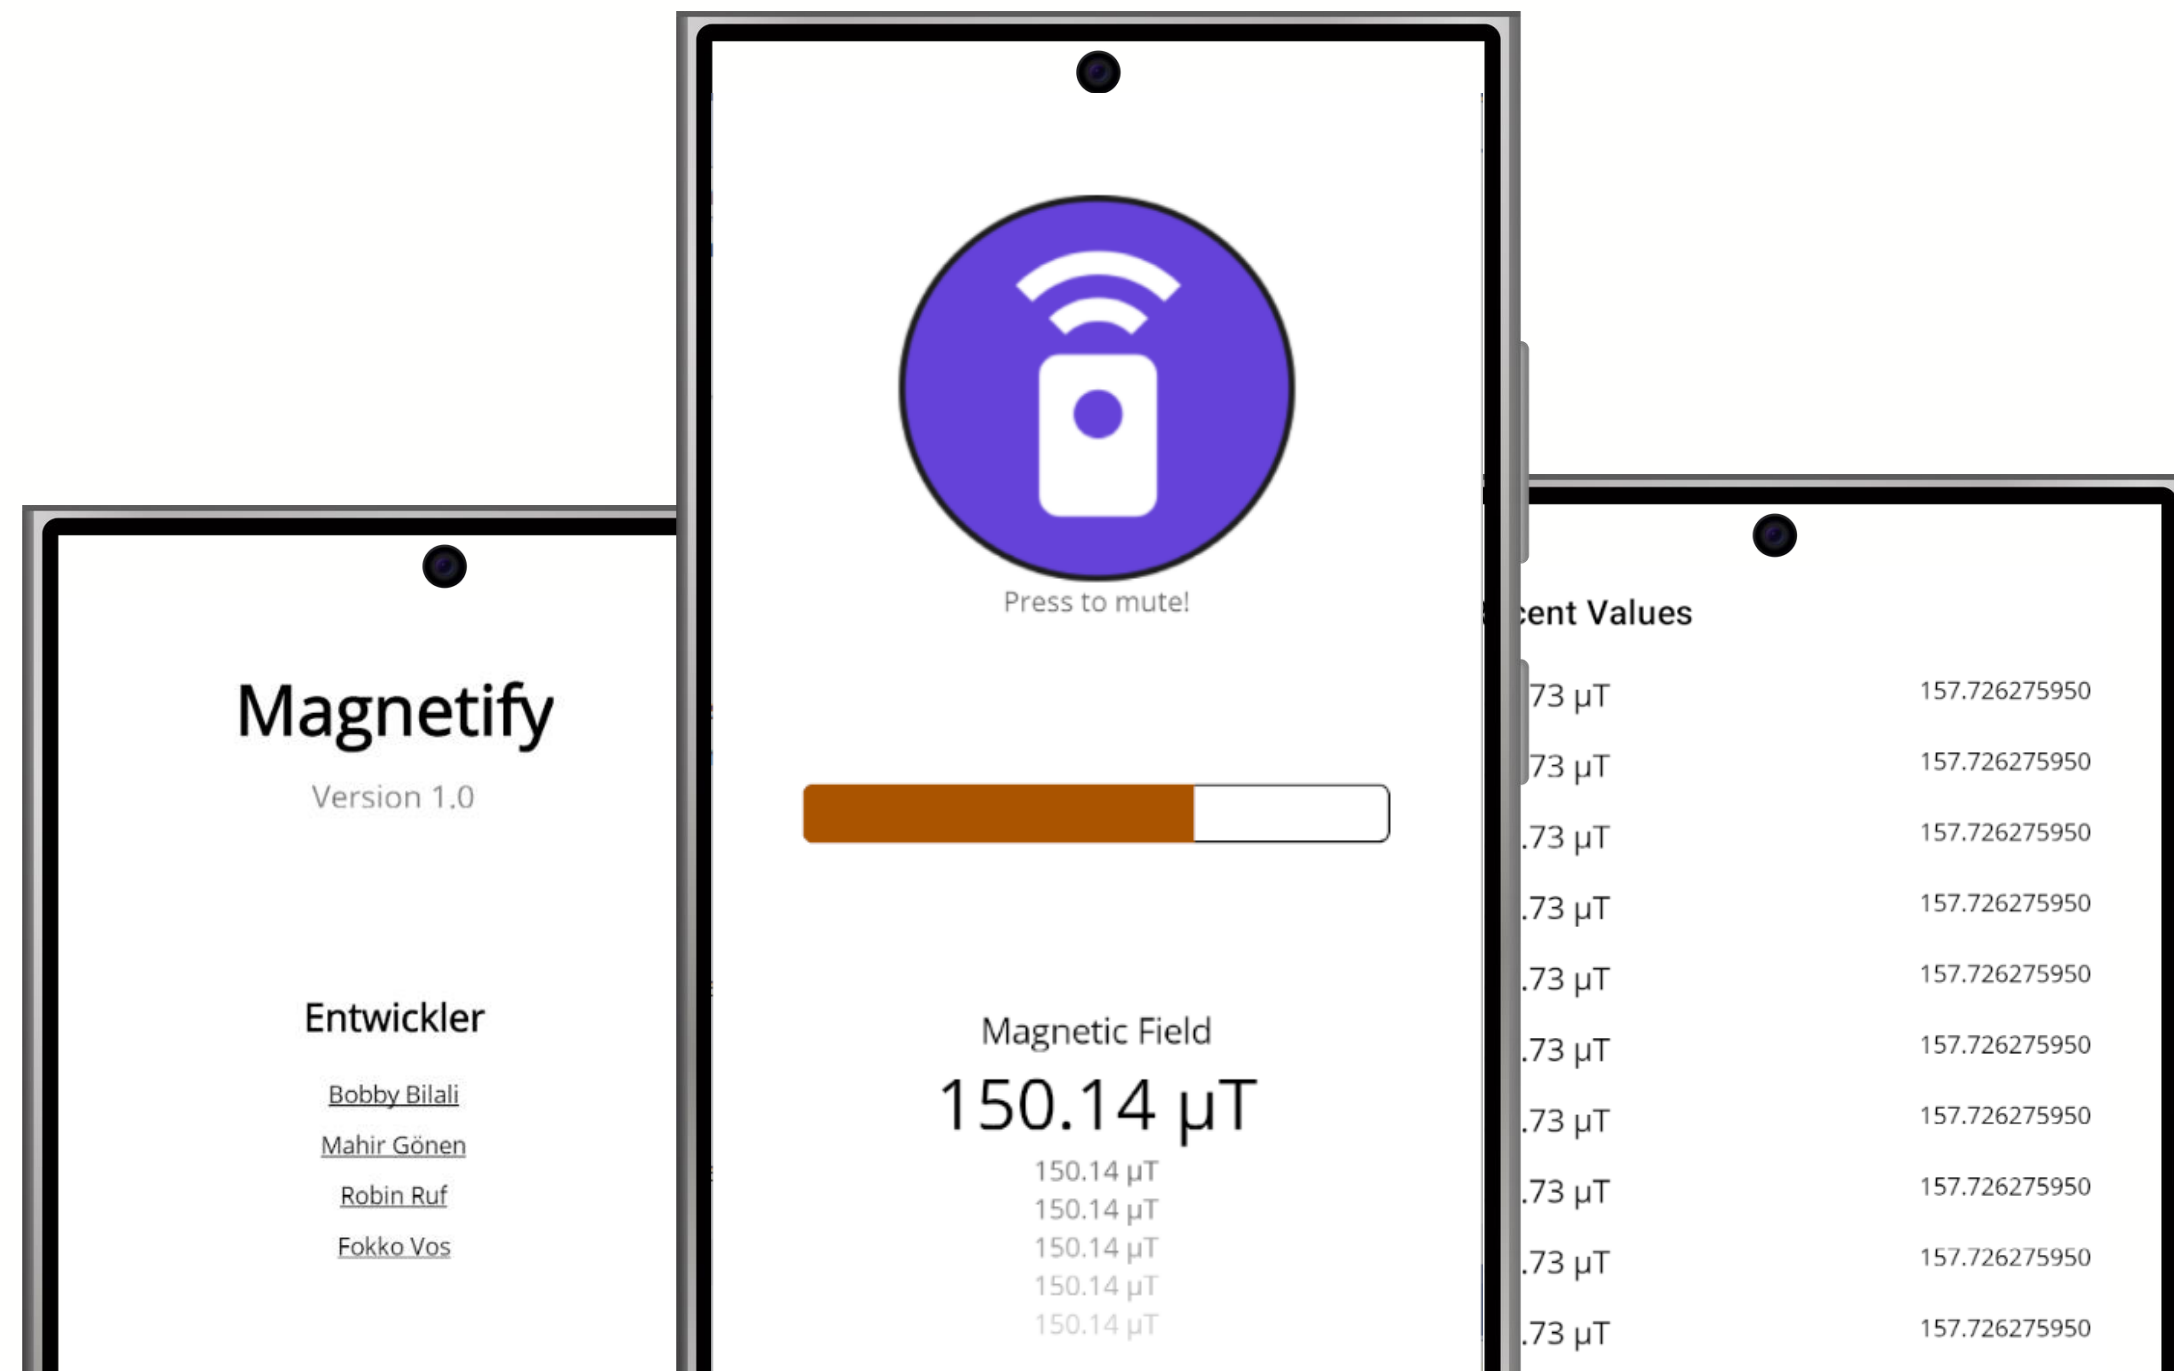 Magnetify
Version 1.0
Entwickler
Bobby Bilali
Mahir Gönen
Robin Ruf
Fokko Vos
Press to mute!
Magnetic Field
150.14 µT
150.14 µT
150.14 µT
150.14 µT
150.14 µT
150.14 µT
cent Values
73 µT 157.726275950
73 µT 157.726275950
.73 µT 157.726275950
.73 µT 157.726275950
.73 µT 157.726275950
.73 µT 157.726275950
.73 µT 157.726275950
.73 µT 157.726275950
.73 µT 157.726275950
.73 µT 157.726275950